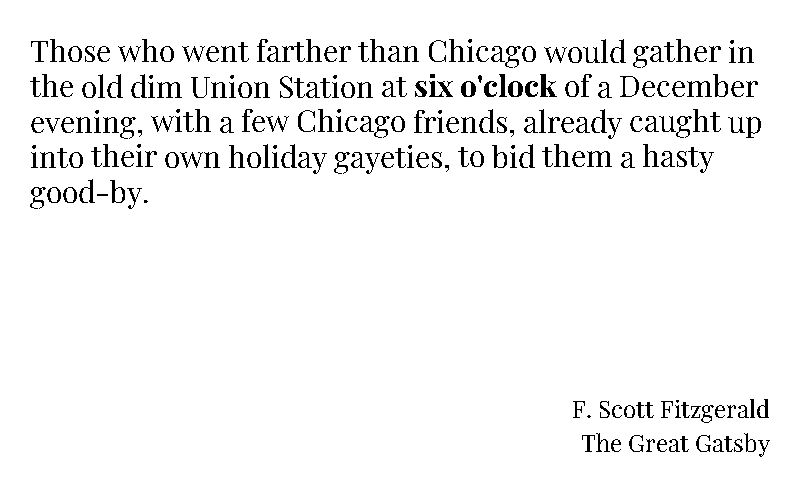 Those who went farther than Chicago would gather in
the old dim Union Station at six o'clock of a December
evening, with a few Chicago friends, already caught up
into their own holiday gayeties, to bid them a hasty
good-by.
F. Scott Fitzgerald
The Great Gatsby